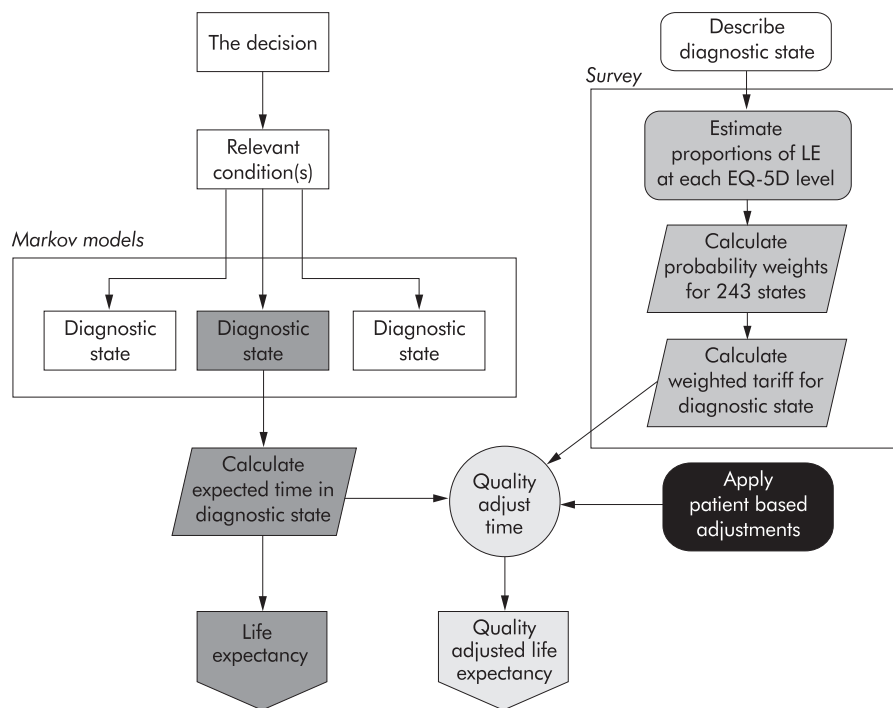 The decision
Relevant
condition(s)
Markov models
Diagnostic
state
Diagnostic
state
Diagnostic
state
Calculate
expected time in
diagnostic state
Life
expectancy
Describe
diagnostic state
Survey
Estimate
proportions of LE
at each EQ-5D level
Calculate
probability weights
for 243 states
Calculate
weighted tariff for
diagnostic state
Quality
adjust
time
Apply
patient based
adjustments
Quality
adjusted life
expectancy